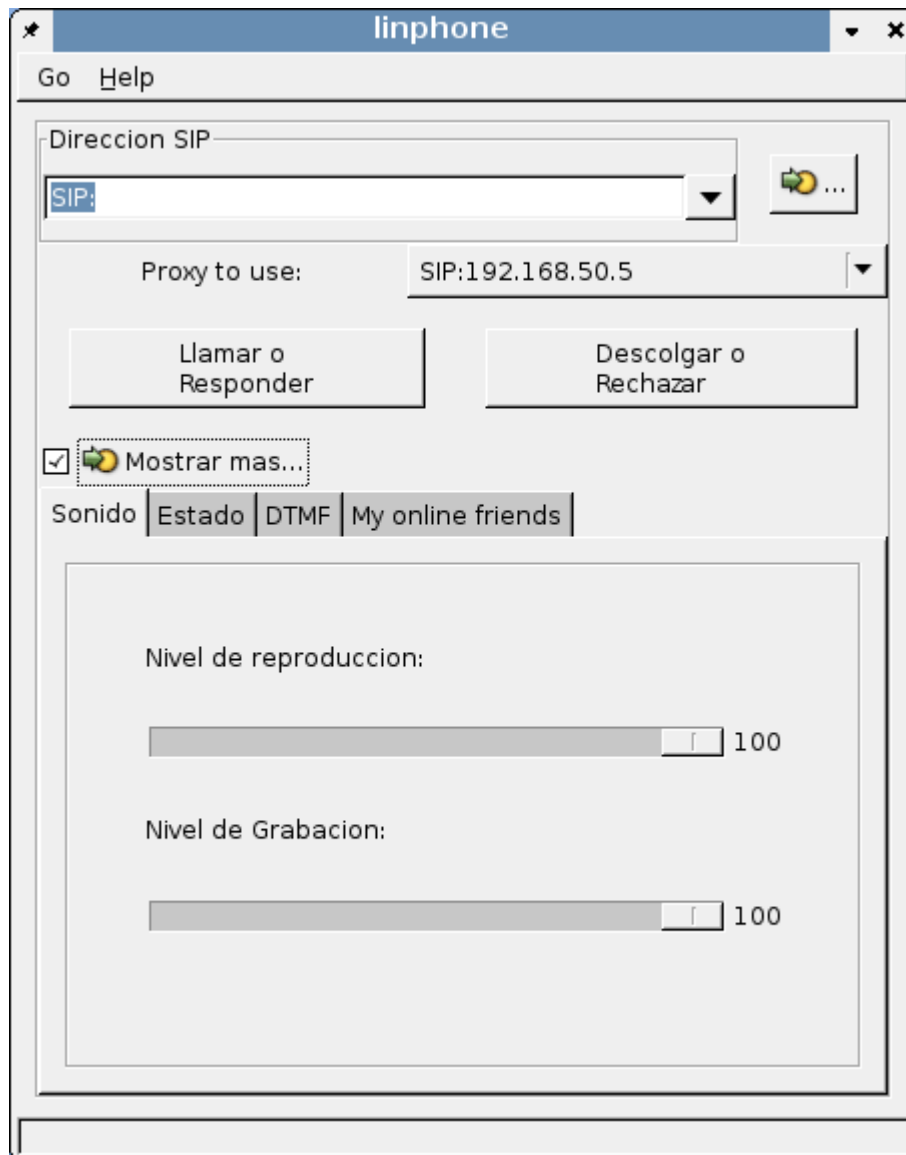 linphone
Go Help
Direccion SIP
SIP:
...
Proxy to use: SIP:192.168.50.5
Llamar o
Responder
Descolgar o
Rechazar
Mostrar mas...
Sonido Estado DTMF My online friends
Nivel de reproduccion:
100
Nivel de Grabacion:
100